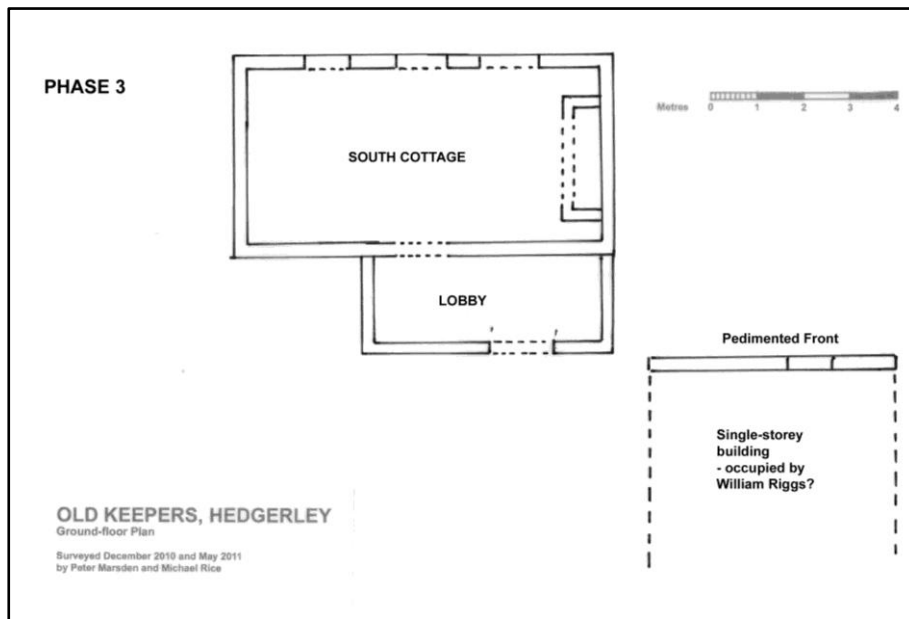 PHASE 3
SOUTH COTTAGE
Metres 0 1 2 3 4
LOBBY
Pedimented Front
Single-storey
building
- occupied by
William Riggs?
OLD KEEPERS, HEDGERLEY
Ground-floor Plan
Surveyed December 2010 and May 2011
by Peter Marsden and Michael Rice